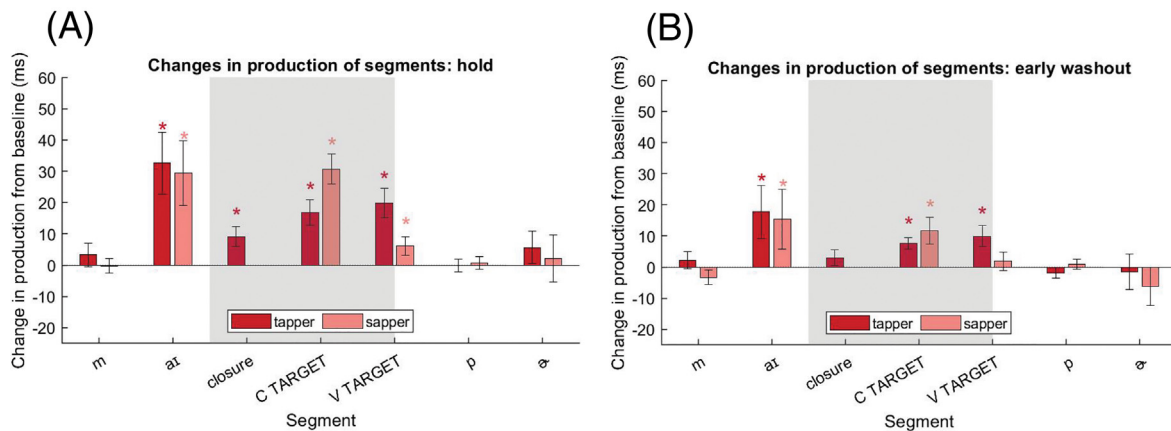 (A)
Changes in production of segments: hold
Change in production from baseline (ms)
60
50
40
30
20
10
0
-10
-20
* * * * * * *
tapper sapper
m aɪ closure C TARGET V TARGET p ɚ
Segment
(B)
Changes in production of segments: early washout
Change in production from baseline (ms)
60
50
40
30
20
10
0
-10
-20
* * * * *
tapper sapper
m aɪ closure C TARGET V TARGET p ɚ
Segment